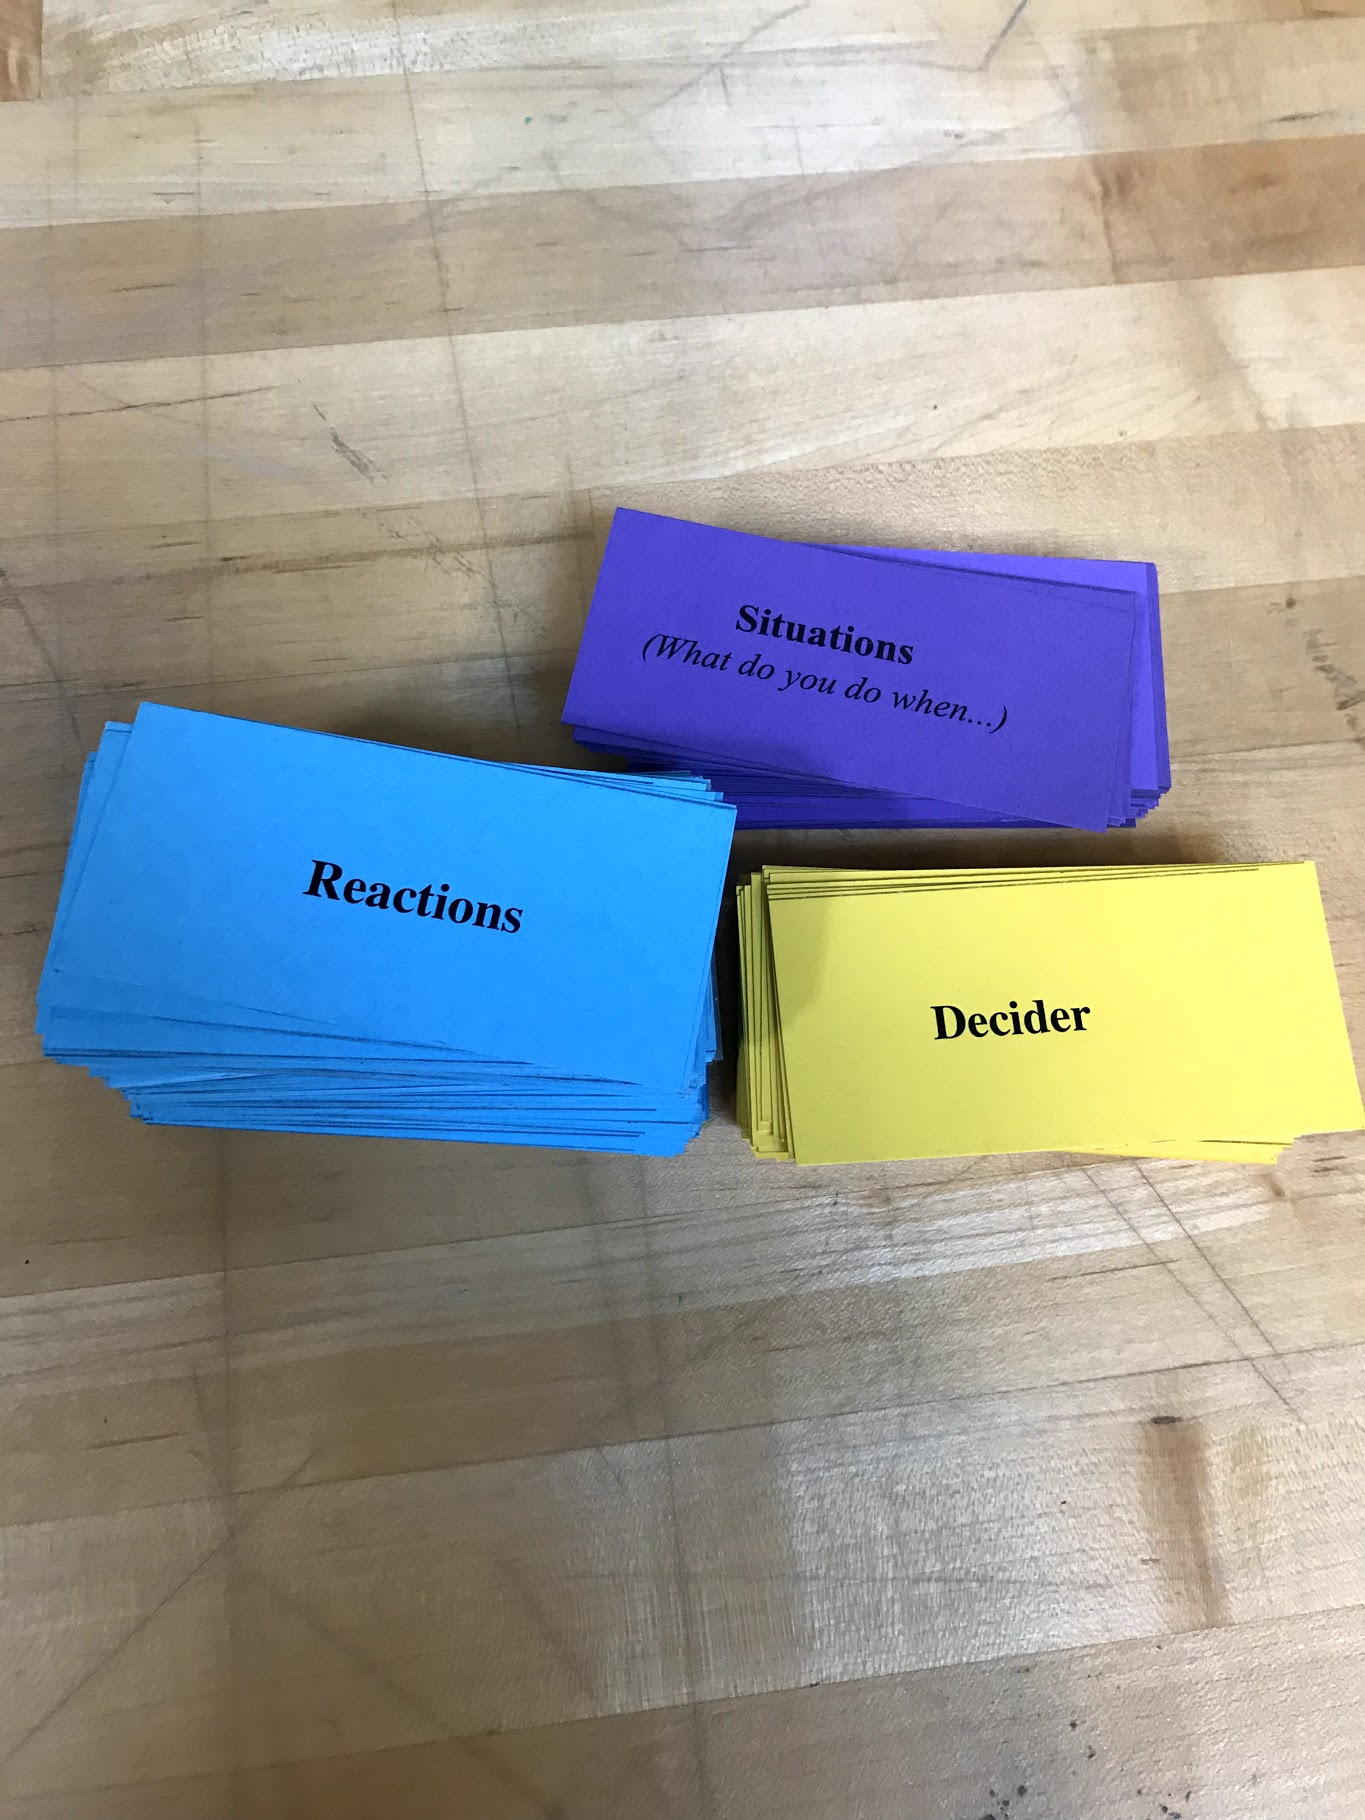 Situations
(What do you do when...)
Reactions
Decider